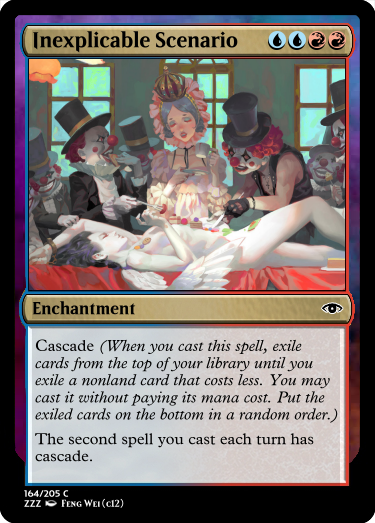 Inexplicable Scenario
Enchantment
Cascade (When you cast this spell, exile
cards from the top of your library until you
exile a nonland card that costs less. You may
cast it without paying its mana cost. Put the
exiled cards on the bottom in a random order.)
The second spell you cast each turn has
cascade.
164/205 C
ZZZ Feng Wei (c12)